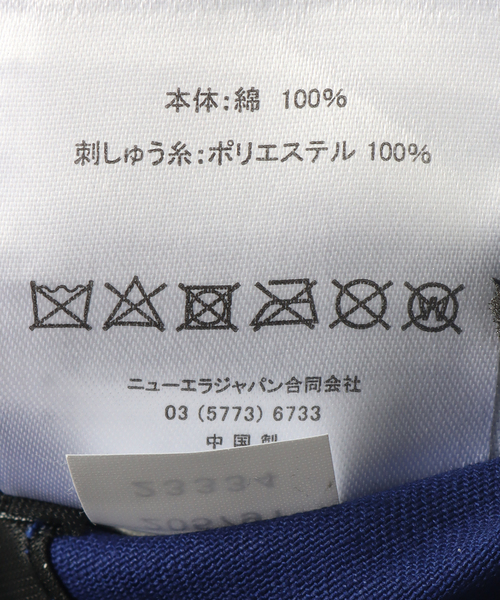 本体：綿 100%
刺しゅう糸：ポリエステル 100%
W
ニューエラジャパン合同会社
03 (5773) 6733
中国製
23334